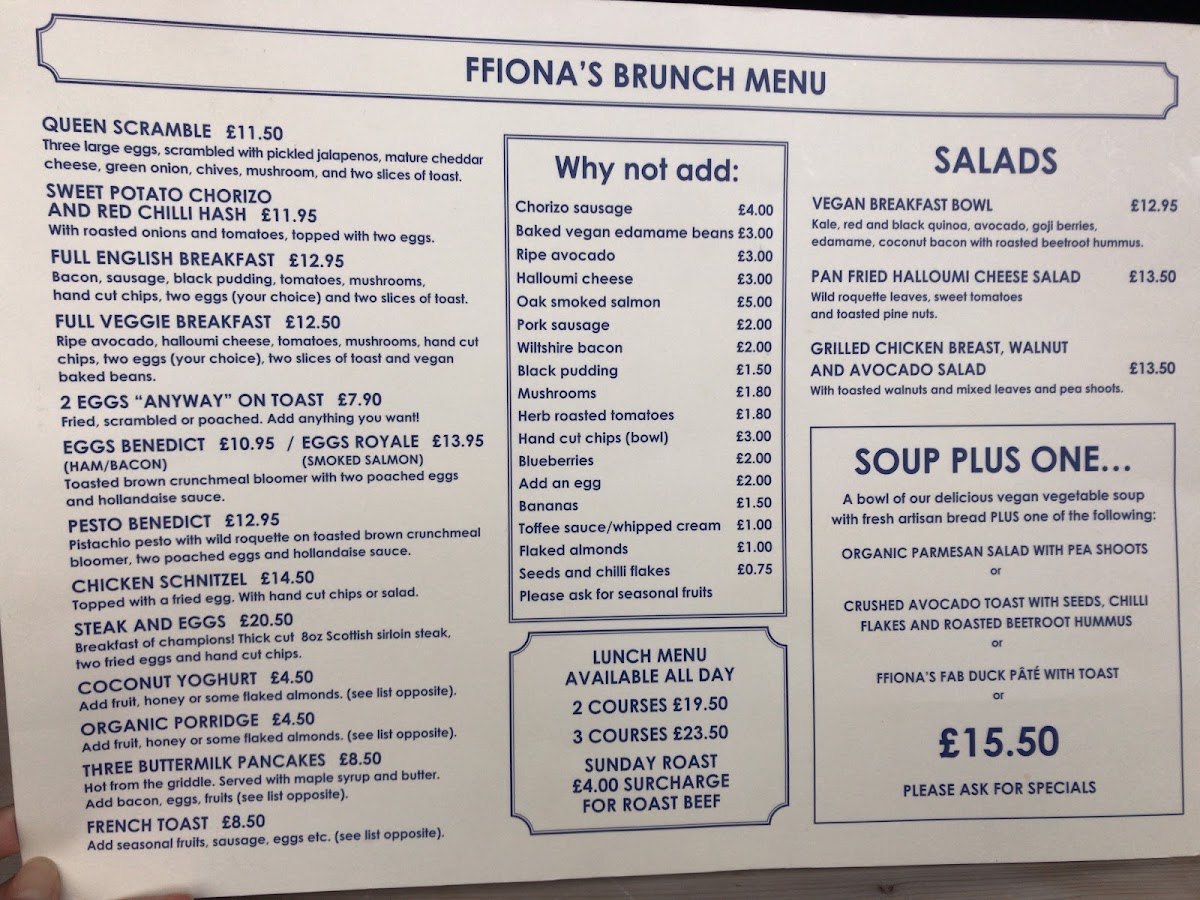 FFIONA'S BRUNCH MENU
QUEEN SCRAMBLE £11.50
Three large eggs, scrambled with pickled jalapenos, mature cheddar
cheese, green onion, chives, mushroom, and two slices of toast.
SWEET POTATO CHORIZO
AND RED CHILLI HASH £11.95
With roasted onions and tomatoes, topped with two eggs.
FULL ENGLISH BREAKFAST £12.95
Bacon, sausage, black pudding, tomatoes, mushrooms,
hand cut chips, two eggs (your choice) and two slices of toast.
FULL VEGGIE BREAKFAST £12.50
Ripe avocado, halloumi cheese, tomatoes, mushrooms, hand cut
chips, two eggs (your choice), two slices of toast and vegan
baked beans.
2 EGGS "ANYWAY" ON TOAST £7.90
Fried, scrambled or poached. Add anything you want!
EGGS BENEDICT £10.95 / EGGS ROYALE £13.95
(HAM/BACON) (SMOKED SALMON)
Toasted brown crunchmeal bloomer with two poached eggs
and hollandaise sauce.
PESTO BENEDICT £12.95
Pistachio pesto with wild roquette on toasted brown crunchmeal
bloomer, two poached eggs and hollandaise sauce.
CHICKEN SCHNITZEL £14.50
Topped with a fried egg. With hand cut chips or salad.
STEAK AND EGGS £20.50
Breakfast of champions! Thick cut 8oz Scottish sirloin steak,
two fried eggs and hand cut chips.
COCONUT YOGHURT £4.50
Add fruit, honey or some flaked almonds. (see list opposite).
ORGANIC PORRIDGE £4.50
Add fruit, honey or some flaked almonds. (see list opposite).
THREE BUTTERMILK PANCAKES £8.50
Hot from the griddle. Served with maple syrup and butter.
Add bacon, eggs, fruits (see list opposite).
FRENCH TOAST £8.50
Add seasonal fruits, sausage, eggs etc. (see list opposite).
Why not add:
Chorizo sausage £4.00
Baked vegan edamame beans £3.00
Ripe avocado £3.00
Halloumi cheese £3.00
Oak smoked salmon £5.00
Pork sausage £2.00
Wiltshire bacon £2.00
Black pudding £1.50
Mushrooms £1.80
Herb roasted tomatoes £1.80
Hand cut chips (bowl) £3.00
Blueberries £2.00
Add an egg £2.00
Bananas £1.50
Toffee sauce/whipped cream £1.00
Flaked almonds £1.00
Seeds and chilli flakes £0.75
Please ask for seasonal fruits
LUNCH MENU
AVAILABLE ALL DAY
2 COURSES £19.50
3 COURSES £23.50
SUNDAY ROAST
£4.00 SURCHARGE
FOR ROAST BEEF
SALADS
VEGAN BREAKFAST BOWL £12.95
Kale, red and black quinoa, avocado, goji berries,
edamame, coconut bacon with roasted beetroot hummus.
PAN FRIED HALLOUMI CHEESE SALAD £13.50
Wild roquette leaves, sweet tomatoes
and toasted pine nuts.
GRILLED CHICKEN BREAST, WALNUT
AND AVOCADO SALAD £13.50
With toasted walnuts and mixed leaves and pea shoots.
SOUP PLUS ONE...
A bowl of our delicious vegan vegetable soup
with fresh artisan bread PLUS one of the following:
ORGANIC PARMESAN SALAD WITH PEA SHOOTS
or
CRUSHED AVOCADO TOAST WITH SEEDS, CHILLI
FLAKES AND ROASTED BEETROOT HUMMUS
or
FFIONA'S FAB DUCK PÂTÉ WITH TOAST
or
£15.50
PLEASE ASK FOR SPECIALS